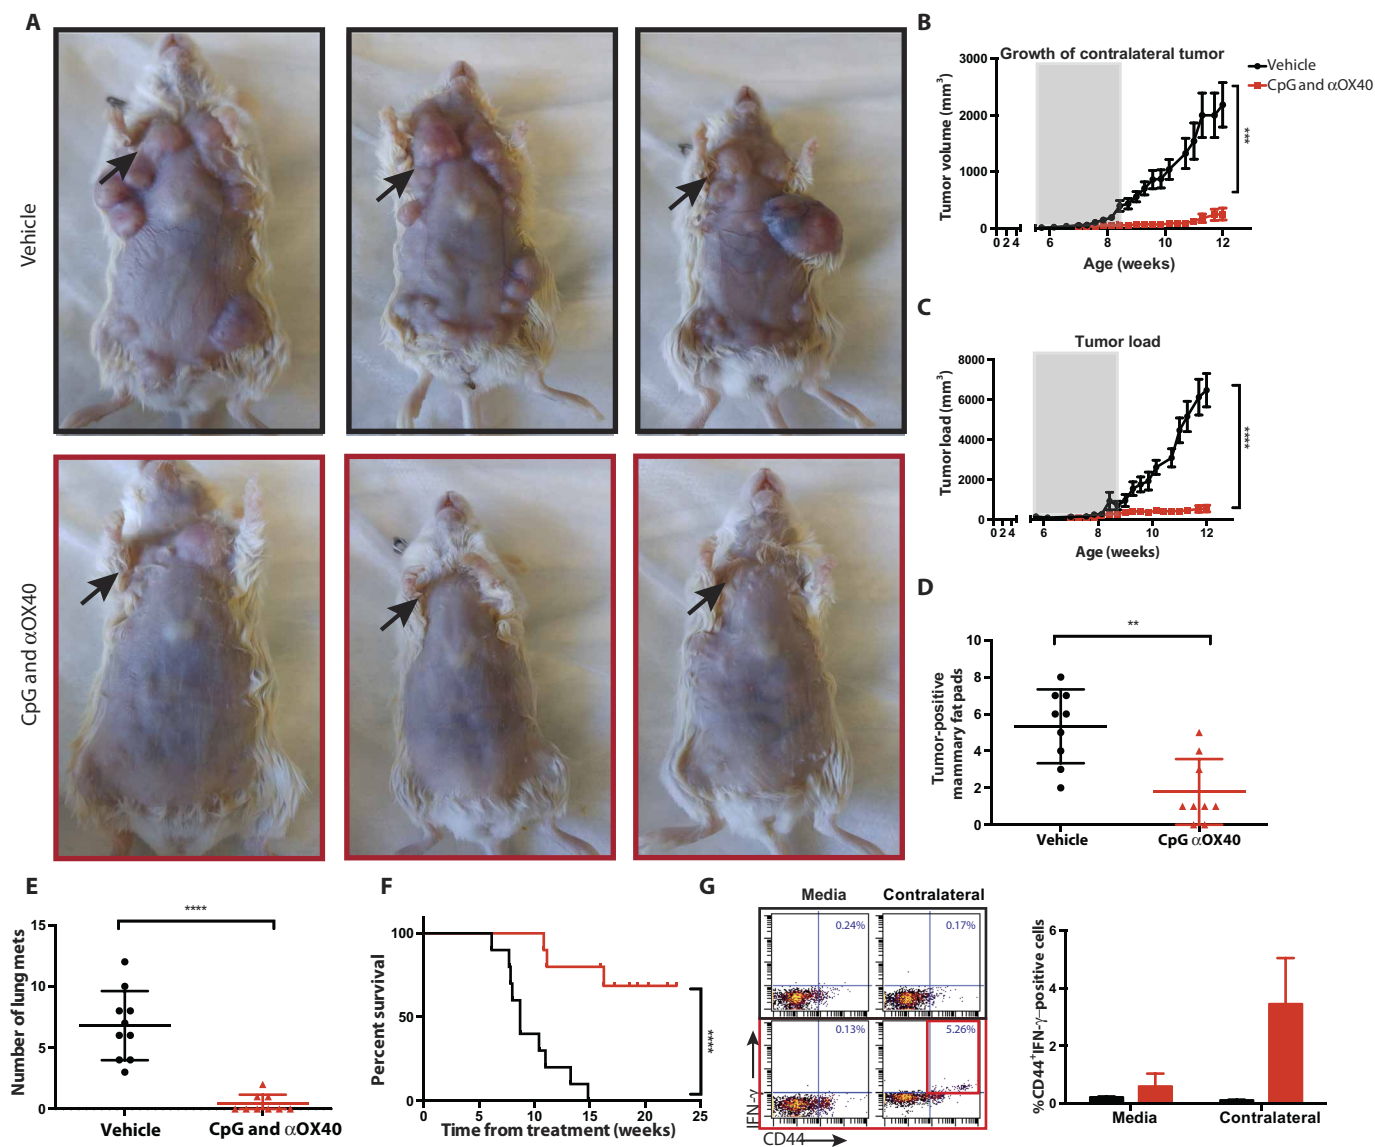 A
Vehicle
CpG and αOX40
B
Growth of contralateral tumor
Vehicle
CpG and αOX40
Tumor volume (mm³)
3000
2000
1000
0
0 2 4 6 8 10 12
Age (weeks)
***
C
Tumor load
Tumor load (mm³)
8000
6000
4000
2000
0
0 2 4 6 8 10 12
Age (weeks)
****
D
**
Tumor-positive
mammary fat pads
10
8
6
4
2
0
Vehicle CpG αOX40
E
****
Number of lung mets
15
10
5
0
Vehicle CpG and αOX40
F
Percent survival
100
50
0
0 5 10 15 20 25
Time from treatment (weeks)
****
G
Media Contralateral
0.24% 0.17%
0.13% 5.26%
IFN-γ
CD44
%CD44⁺IFN-γ–positive cells
6
4
2
0
Media Contralateral